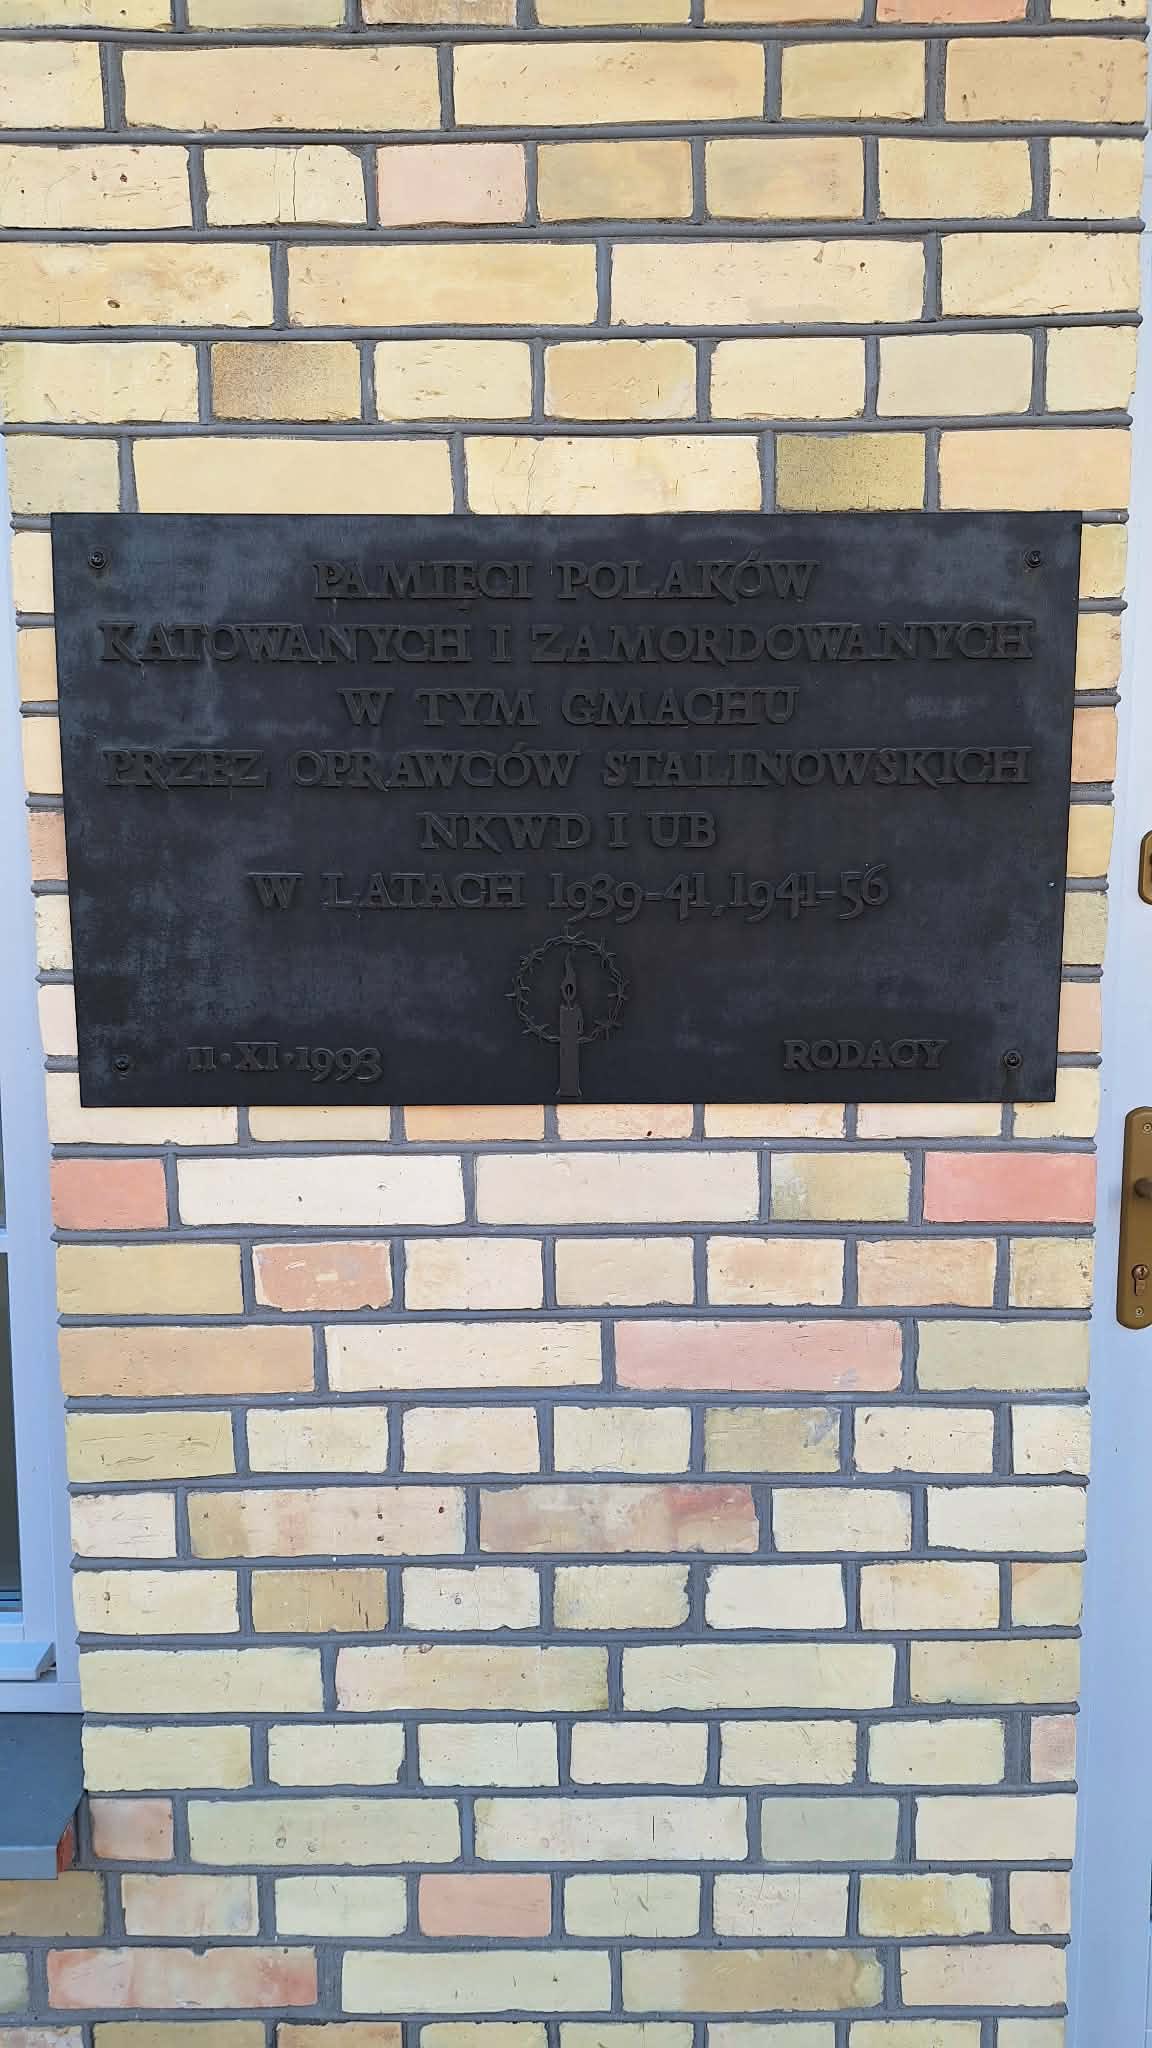 PAMIĘCI POLAKÓW
KATOWANYCH I ZAMORDOWANYCH
W TYM GMACHU
PRZEZ OPRAWCÓW STALINOWSKICH
NKWD I UB
W LATACH 1939-41, 1941-56
11·XI·1993
RODACY